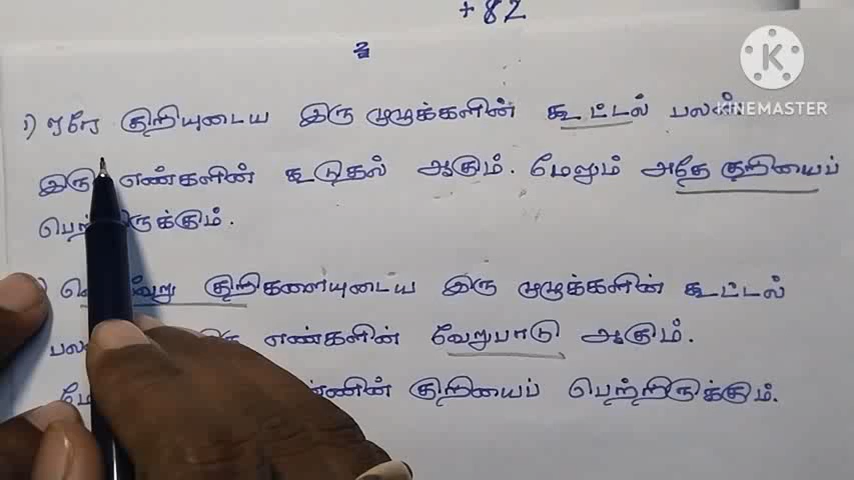 +82
2
K
KINEMASTER
1) ஒரே குறியுடைய இரு முழுக்களின் கூட்டல் பலன்
இரு எண்களின் கூடுதல் ஆகும். மேலும் அதே குறியைப்
பெற்றிருக்கும்.
குறிகளையுடைய இரு முழுக்களின் கூட்டல்
எண்களின் வேறுபாடு ஆகும்.
குறியைப் பெற்றிருக்கும்.